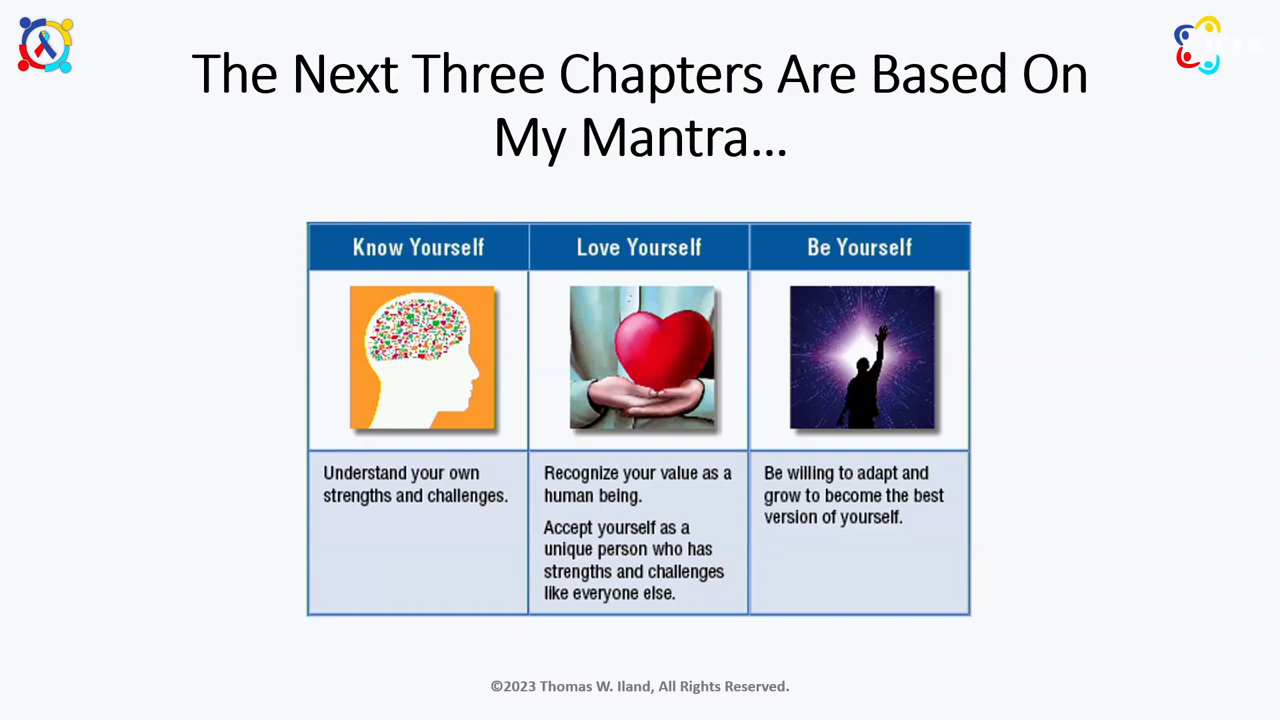 The Next Three Chapters Are Based On
My Mantra...
Know Yourself
Love Yourself
Be Yourself
Understand your own
strengths and challenges.
Recognize your value as a
human being.
Accept yourself as a
unique person who has
strengths and challenges
like everyone else.
Be willing to adapt and
grow to become the best
version of yourself.
©2023 Thomas W. Iland, All Rights Reserved.